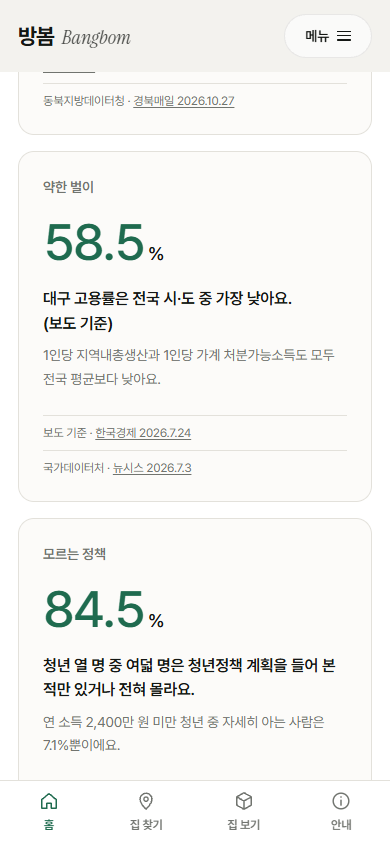 방봄 Bangbom
메뉴
동북지방데이터청 · 경북매일 2026.10.27
약한 벌이
58.5%
대구 고용률은 전국 시·도 중 가장 낮아요.
(보도 기준)
1인당 지역내총생산과 1인당 가계 처분가능소득도 모두
전국 평균보다 낮아요.
보도 기준 · 한국경제 2026.7.24
국가데이터처 · 뉴시스 2026.7.3
모르는 정책
84.5%
청년 열 명 중 여덟 명은 청년정책 계획을 들어 본
적만 있거나 전혀 몰라요.
연 소득 2,400만 원 미만 청년 중 자세히 아는 사람은
7.1%뿐이에요.
홈
집 찾기
집 보기
안내